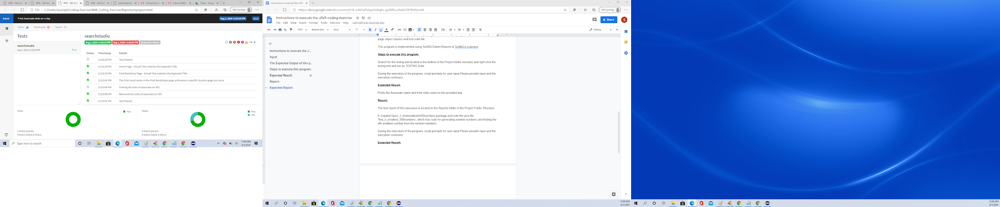 WW - QA Aut
WW - QA Aut
WW - QA Aut
WW - QA Aut
extentreports
Instructions to
Inbox (9,482)
Trash - Google
File
C:/Users/vjsar/git/Coding-Exercise/WW_Coding_Exercise/Reports/myreport.html
Not syncing
Extent
Print Associate slots on a day
Aug 2, 2020 11:52:20 PM
3.1.2
Status
Dashboard
Search
Tests
searchstudio
Aug 2, 2020 11:52:20 PM
Pass
searchstudio
Aug 2, 2020 11:52:20 PM
Aug 2, 2020 11:53:01 PM
0h 0m 41s+332ms
Status Timestamp Details
11:52:20 PM Test Started
11:52:29 PM Home Page - Actual Title matches the Expected Title
11:52:33 PM Find Workshop Page - Actual Title matches the Expected Title
11:52:41 PM The First result name in the Find Workshops page and name in specific location page are same
11:53:00 PM Finding the slots of associate on SAT.
11:53:00 PM Retrieved the slots of associate on SAT.
11:53:01 PM Test Passed
Tests
Pass
1 test(s) passed
0 test(s) failed, 0 others
Steps
Pass
Info
5 step(s) passed
0 step(s) failed, 2 others
Type here to search
12:00 AM
8/3/2020
Instructions to execute the JAVA
Not syncing
Instructions to execute the JAVA coding exercise
File Edit View Insert Format Tools Add-ons Help Last edit was seconds ago
Share
S
100% Normal text Arial 11 B I U A
Editing
Instructions to execute the J...
Input:
The Expected Output of this p...
Steps to execute this program.
Expected Result:
Report:
Expected Report:
page object classes and test code file.
This program is implemented using TestNG,Extent Reports & TestNG's Listeners.
Steps to execute this program.
Search for the testng.xml located in the bottom of the Project folder structure and right click the
testng.xml and run as TESTNG Suite.
During the execution of the program, script prompts for user input.Please provide input and the
execution continues.
Expected Result:
Prints the Associate name and their slots count on the provided day
Report:
The test report of this execution is located in the Reports folder in the Project Folder Structure.
6. Expand Ques_3_findsmallestin500numbers package and note the java file
'find_n_smallest_500numbers', which has code for generating random numbers and finding the
nth smallest number from the random numbers.
During the execution of the program, script prompts for user input.Please provide input and the
execution continues.
Expected Report:
12:00 AM
8/3/2020
12:00 AM
8/3/2020